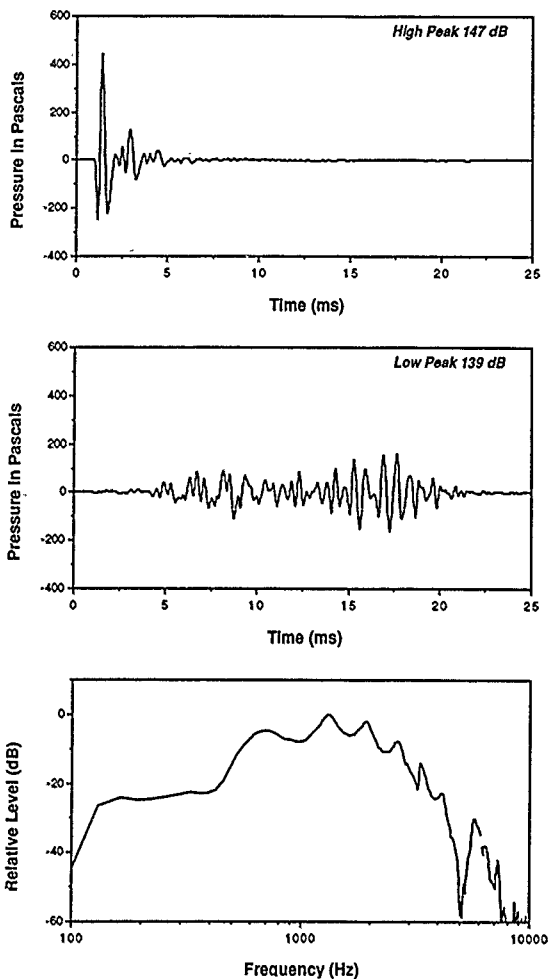 600
400
200
0
-200
-400
High Peak 147 dB
Pressure In Pascals
0 5 10 15 20 25
Time (ms)
600
400
200
0
-200
-400
Low Peak 139 dB
Pressure In Pascals
0 5 10 15 20 25
Time (ms)
0
-20
-40
-60
Relative Level (dB)
100 1000 10000
Frequency (Hz)